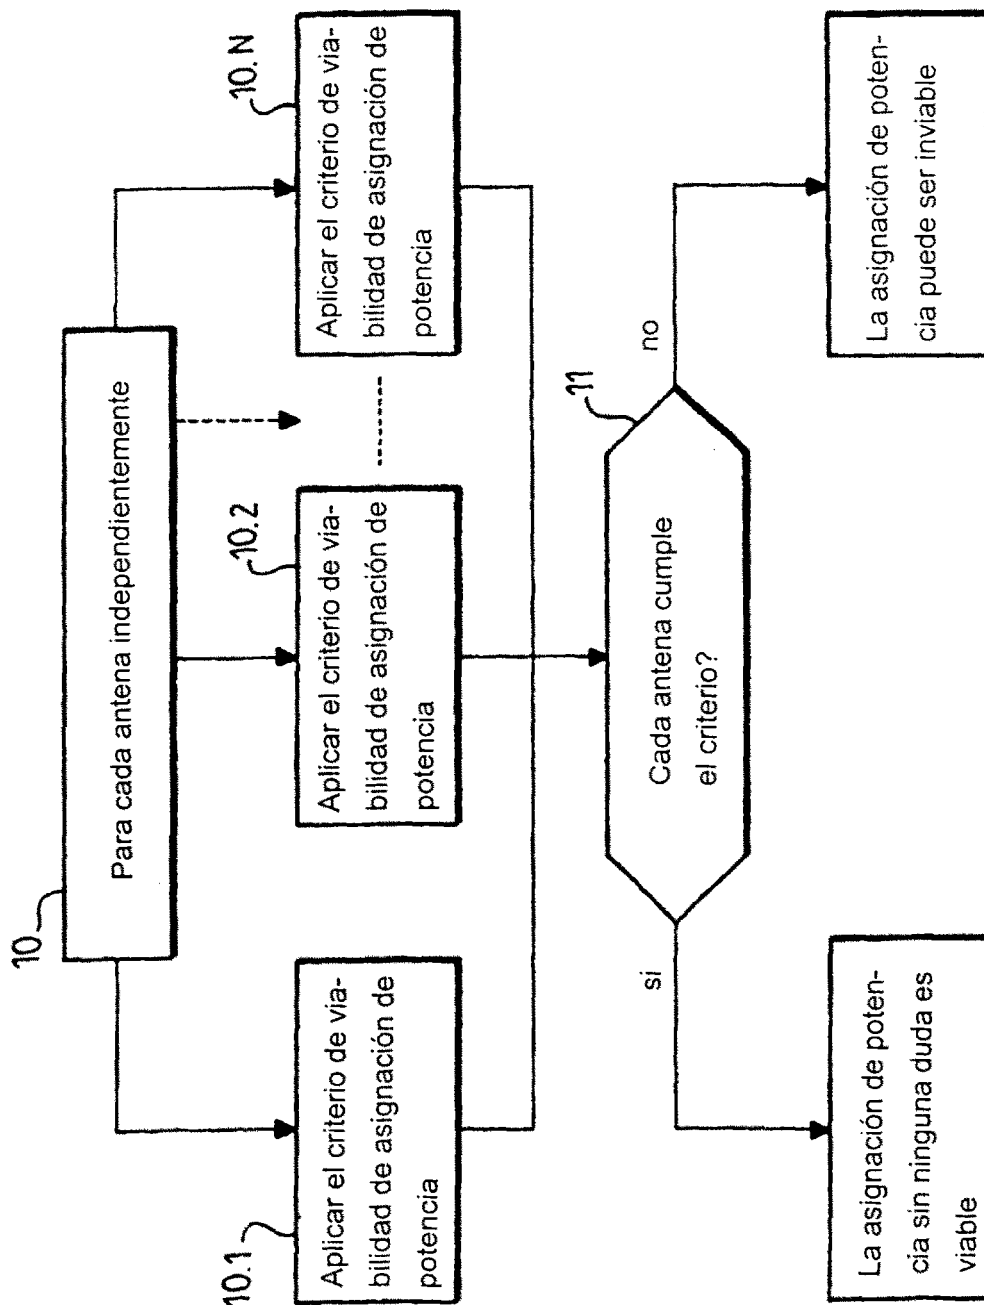 10
Para cada antena independientemente
10.1
Aplicar el criterio de via-
bilidad de asignación de
potencia
10.2
Aplicar el criterio de via-
bilidad de asignación de
potencia
10.N
Aplicar el criterio de via-
bilidad de asignación de
potencia
11
Cada antena cumple
el criterio?
si
no
La asignación de poten-
cia sin ninguna duda es
viable
La asignación de poten-
cia puede ser inviable